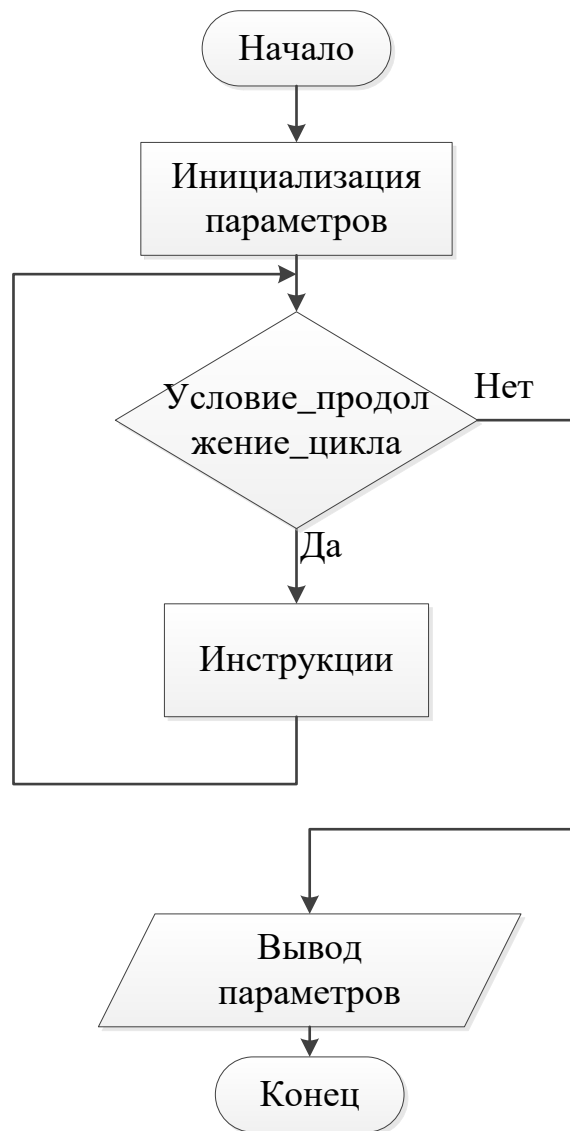 Начало
Инициализация
параметров
Условие_продол
жение_цикла
Нет
Да
Инструкции
Вывод
параметров
Конец